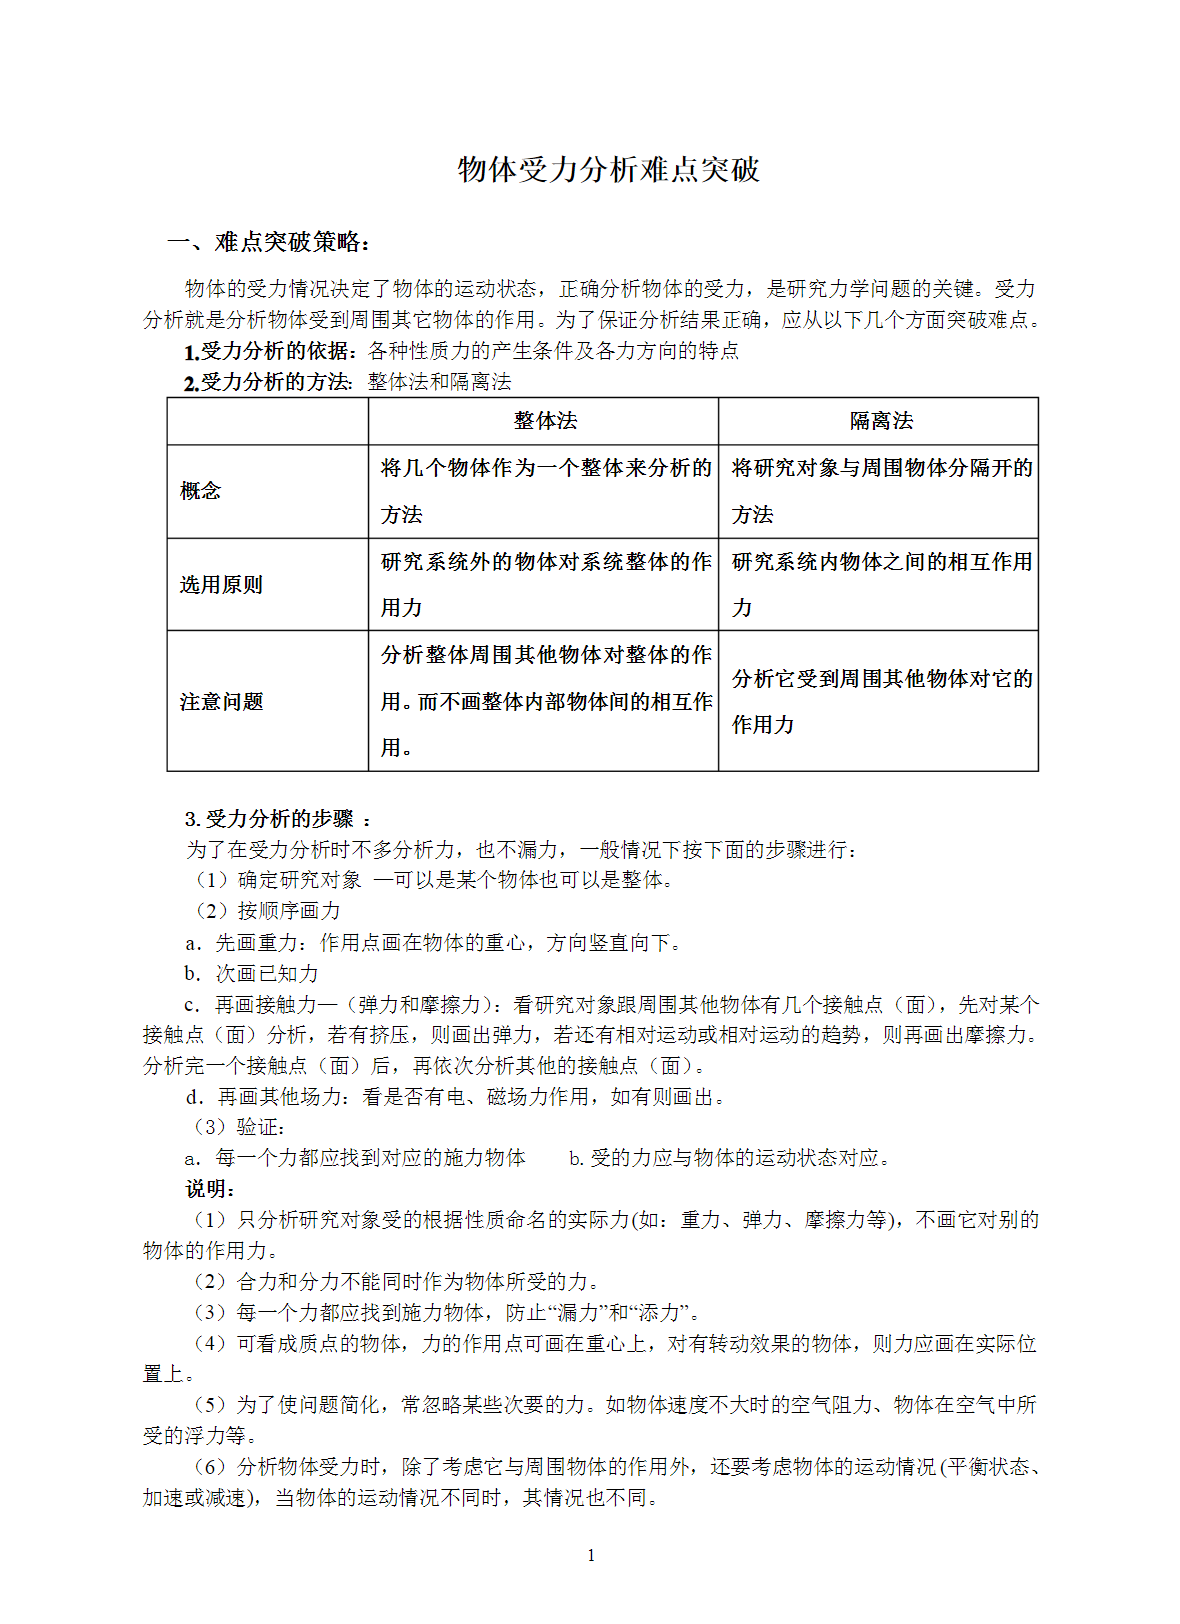 物体受力分析难点突破
一、难点突破策略：
物体的受力情况决定了物体的运动状态，正确分析物体的受力，是研究力学问题的关键。受力
分析就是分析物体受到周围其它物体的作用。为了保证分析结果正确，应从以下几个方面突破难点。
1.受力分析的依据：各种性质力的产生条件及各力方向的特点
2.受力分析的方法：整体法和隔离法
整体法 隔离法
概念
将几个物体作为一个整体来分析的
方法
将研究对象与周围物体分隔开的
方法
选用原则
研究系统外的物体对系统整体的作
用力
研究系统内物体之间的相互作用
力
注意问题
分析整体周围其他物体对整体的作
用。而不画整体内部物体间的相互作
用。
分析它受到周围其他物体对它的
作用力
3. 受力分析的步骤 ：
为了在受力分析时不多分析力，也不漏力，一般情况下按下面的步骤进行：
（1）确定研究对象 —可以是某个物体也可以是整体。
（2）按顺序画力
a．先画重力：作用点画在物体的重心，方向竖直向下。
b．次画已知力
c．再画接触力—（弹力和摩擦力）：看研究对象跟周围其他物体有几个接触点（面），先对某个
接触点（面）分析，若有挤压，则画出弹力，若还有相对运动或相对运动的趋势，则再画出摩擦力。
分析完一个接触点（面）后，再依次分析其他的接触点（面）。
d．再画其他场力：看是否有电、磁场力作用，如有则画出。
（3）验证：
a．每一个力都应找到对应的施力物体 b.受的力应与物体的运动状态对应。
说明：
（1）只分析研究对象受的根据性质命名的实际力(如：重力、弹力、摩擦力等)，不画它对别的
物体的作用力。
（2）合力和分力不能同时作为物体所受的力。
（3）每一个力都应找到施力物体，防止“漏力”和“添力”。
（4）可看成质点的物体，力的作用点可画在重心上，对有转动效果的物体，则力应画在实际位
置上。
（5）为了使问题简化，常忽略某些次要的力。如物体速度不大时的空气阻力、物体在空气中所
受的浮力等。
（6）分析物体受力时，除了考虑它与周围物体的作用外，还要考虑物体的运动情况(平衡状态、
加速或减速)，当物体的运动情况不同时，其情况也不同。
1